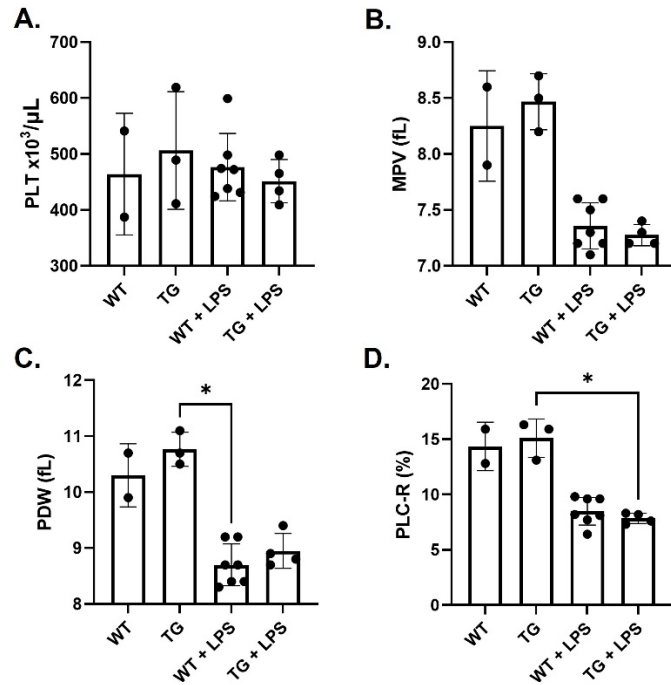 A.
PLT x10³/µL
700
600
500
400
300
WT
TG
WT + LPS
TG + LPS
B.
MPV (fL)
9.0
8.5
8.0
7.5
7.0
WT
TG
WT + LPS
TG + LPS
C.
PDW (fL)
12
11
10
9
8
*
WT
TG
WT + LPS
TG + LPS
D.
PLC-R (%)
20
15
10
5
0
*
WT
TG
WT + LPS
TG + LPS